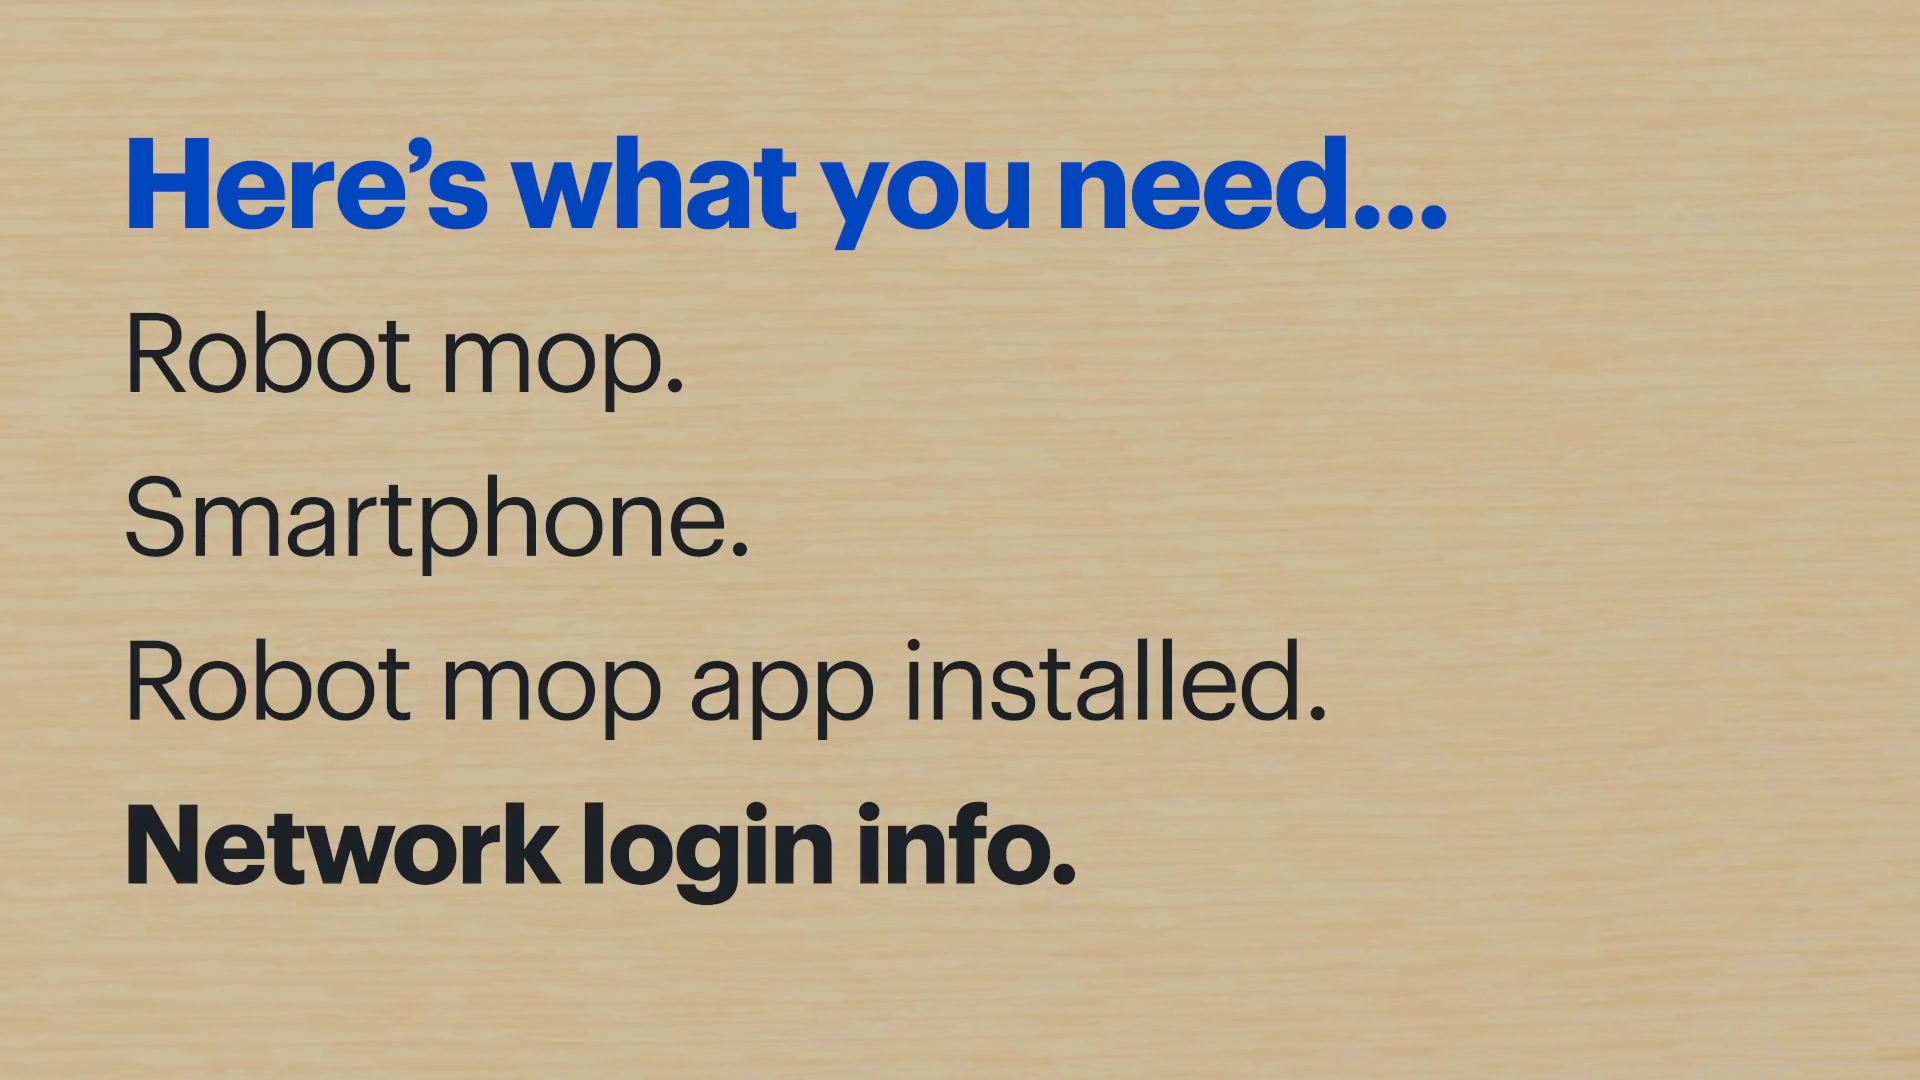 Here’s what you need...
Robot mop.
Smartphone.
Robot mop app installed.
Network login info.